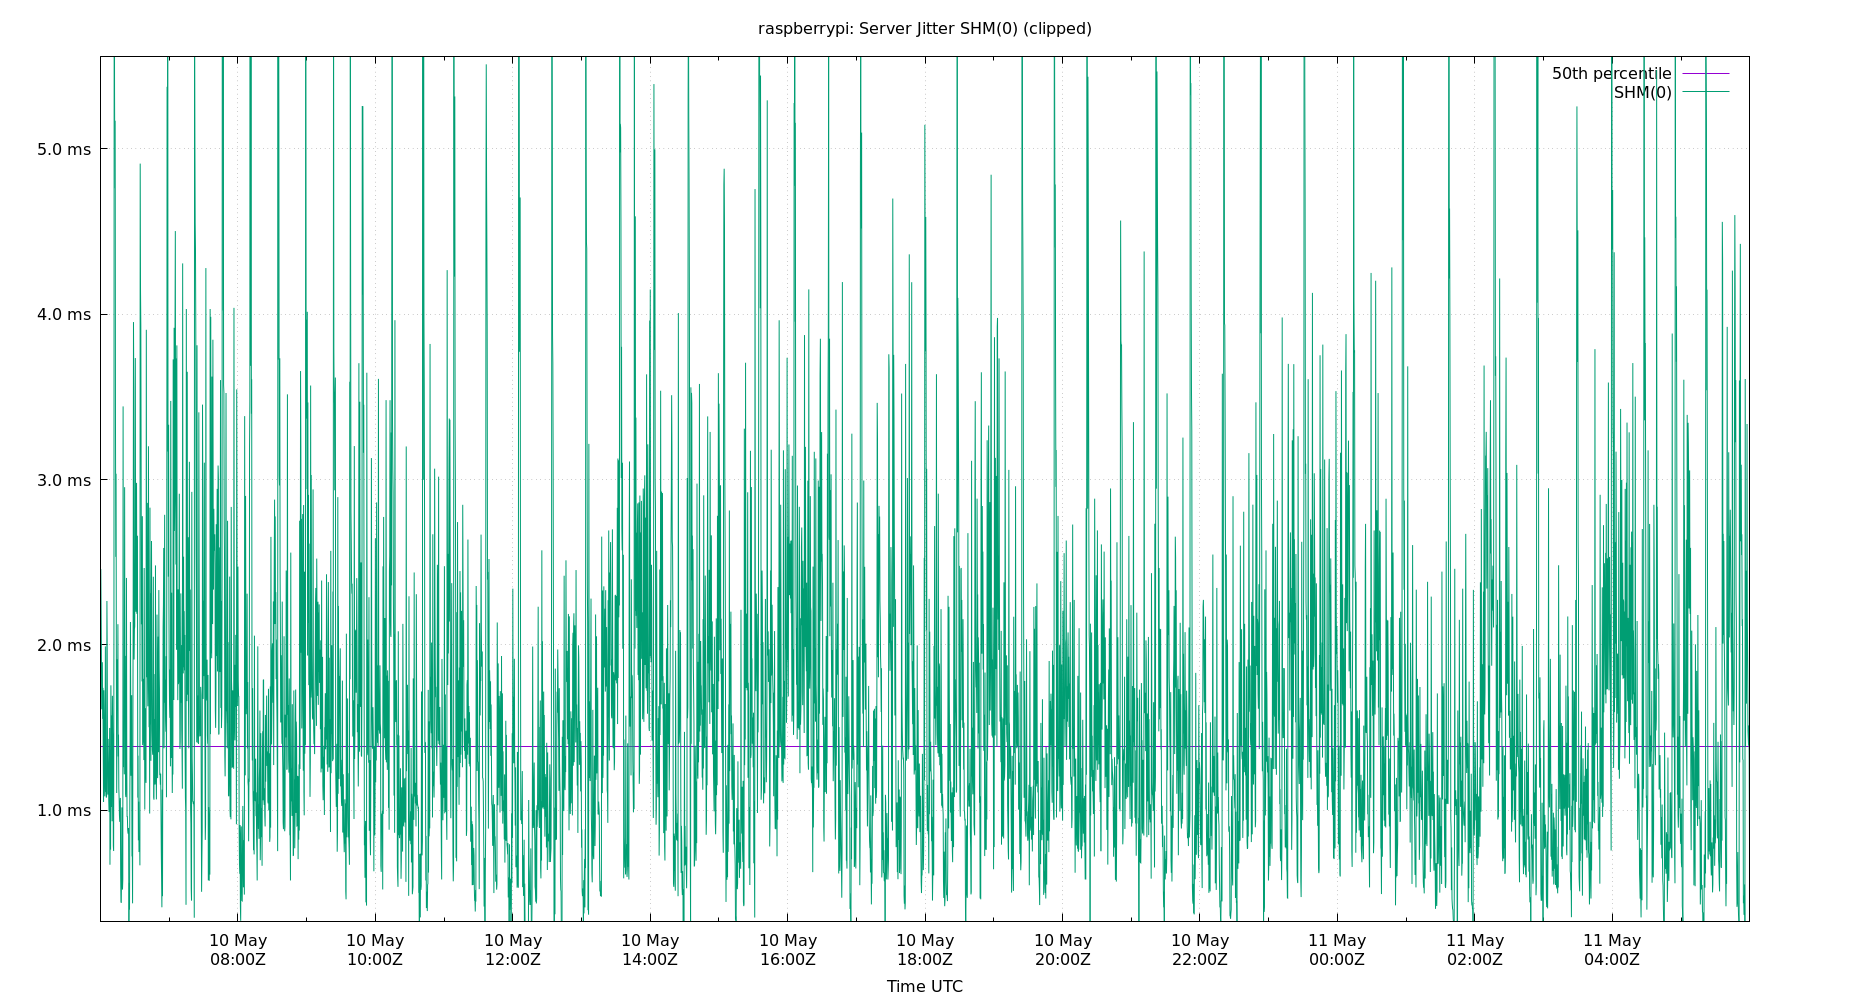 raspberrypi: Server Jitter SHM(0) (clipped)
50th percentile
SHM(0)
5.0 ms
4.0 ms
3.0 ms
2.0 ms
1.0 ms
10 May 10 May 10 May 10 May 10 May 10 May 10 May 10 May 11 May 11 May 11 May
08:00Z 10:00Z 12:00Z 14:00Z 16:00Z 18:00Z 20:00Z 22:00Z 00:00Z 02:00Z 04:00Z
Time UTC